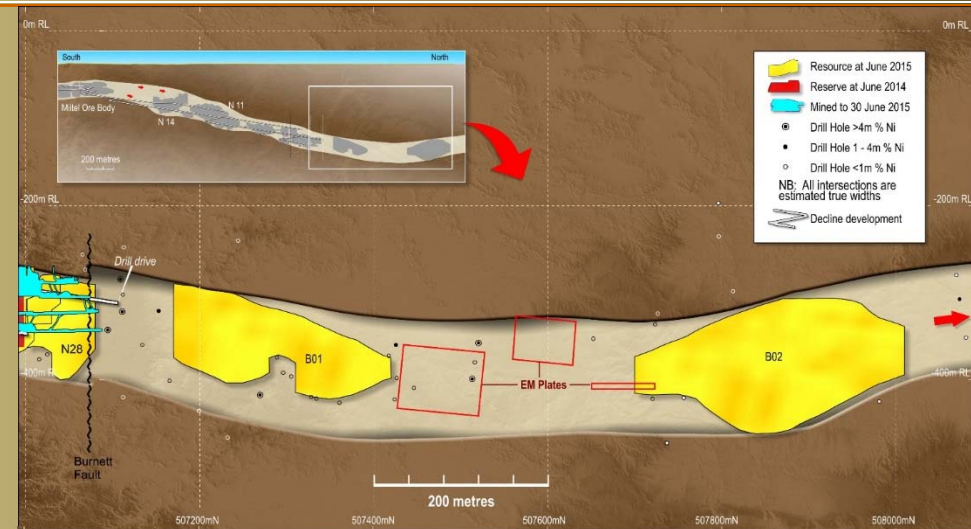 0m RL
0m RL
South
North
Miitel Ore Body
N 11
N 14
200 metres
Resource at June 2015
Reserve at June 2014
Mined to 30 June 2015
Drill Hole >4m % Ni
Drill Hole 1 - 4m % Ni
Drill Hole <1m % Ni
NB; All intersections are
estimated true widths
Decline development
-200m RL
-200m RL
Drill drive
N28
B01
B02
EM Plates
-400m RL
-400m RL
Burnett
Fault
200 metres
507200mN
507400mN
507600mN
507800mN
508000mN